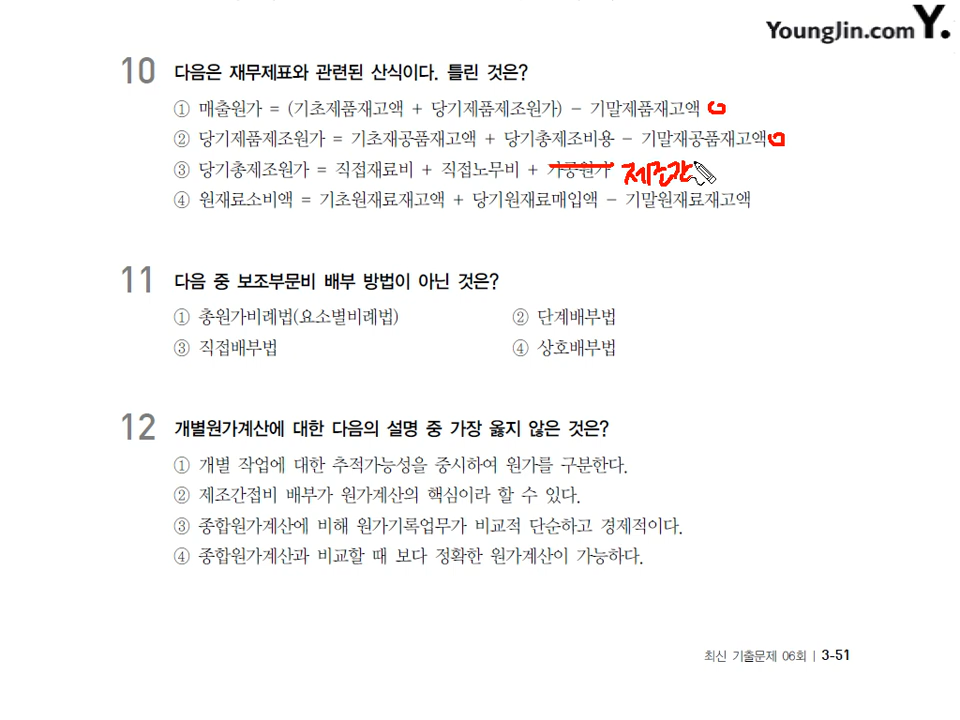 YoungJin.com Y.
10 다음은 재무제표와 관련된 산식이다. 틀린 것은?
① 매출원가 = (기초제품재고액 + 당기제품제조원가) - 기말제품재고액
② 당기제품제조원가 = 기초재공품재고액 + 당기총제조비용 - 기말재공품재고액
③ 당기총제조원가 = 직접재료비 + 직접노무비 + 가공원가 제조간
④ 원재료소비액 = 기초원재료재고액 + 당기원재료매입액 - 기말원재료재고액
11 다음 중 보조부문비 배부 방법이 아닌 것은?
① 총원가비례법(요소별비례법) ② 단계배부법
③ 직접배부법 ④ 상호배부법
12 개별원가계산에 대한 다음의 설명 중 가장 옳지 않은 것은?
① 개별 작업에 대한 추적가능성을 중시하여 원가를 구분한다.
② 제조간접비 배부가 원가계산의 핵심이라 할 수 있다.
③ 종합원가계산에 비해 원가기록업무가 비교적 단순하고 경제적이다.
④ 종합원가계산과 비교할 때 보다 정확한 원가계산이 가능하다.
최신 기출문제 06회 | 3-51